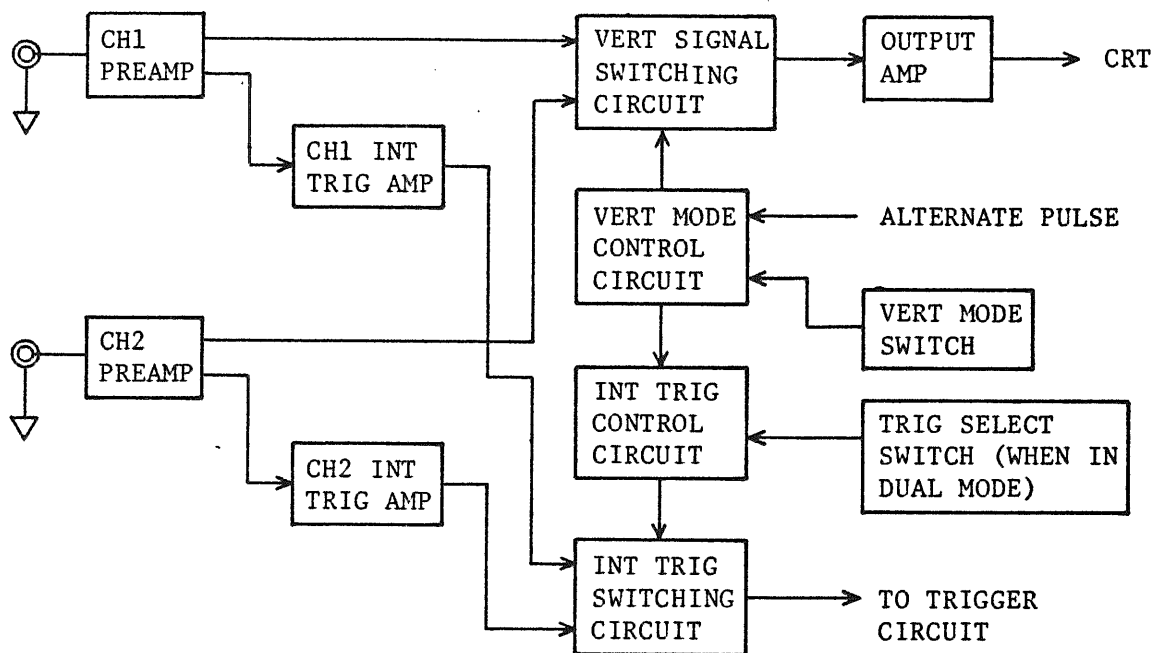 CH1
PREAMP
VERT SIGNAL
SWITCHING
CIRCUIT
OUTPUT
AMP
CRT
CH1 INT
TRIG AMP
VERT MODE
CONTROL
CIRCUIT
ALTERNATE PULSE
VERT MODE
SWITCH
CH2
PREAMP
INT TRIG
CONTROL
CIRCUIT
TRIG SELECT
SWITCH (WHEN IN
DUAL MODE)
CH2 INT
TRIG AMP
INT TRIG
SWITCHING
CIRCUIT
TO TRIGGER
CIRCUIT